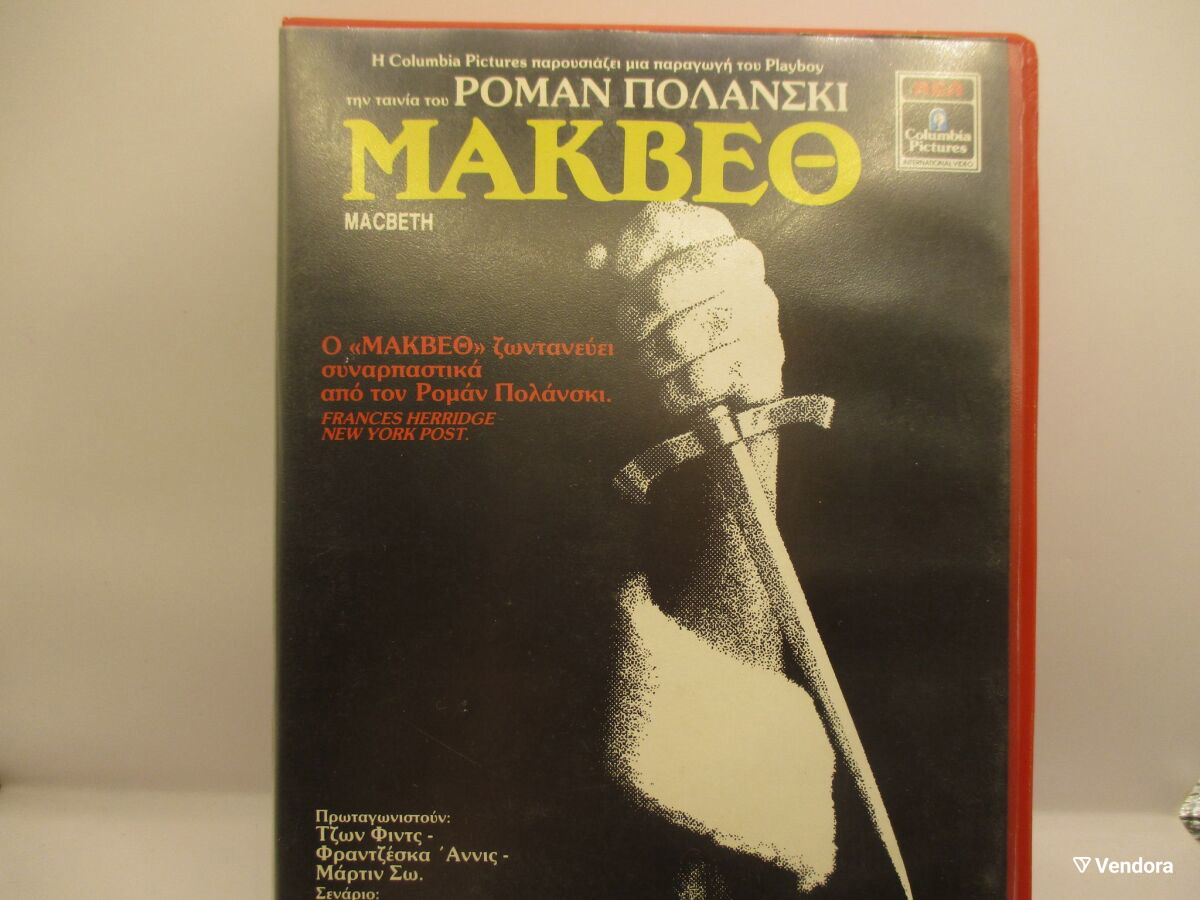 Η Columbia Pictures παρουσιάζει μια παραγωγή του Playboy
την ταινία του ΡΟΜΑΝ ΠΟΛΑΝΣΚΙ
ΜΑΚΒΕΘ
MACBETH
RCA
Columbia
Pictures
INTERNATIONAL VIDEO
Ο «ΜΑΚΒΕΘ» ζωντανεύει
συναρπαστικά
από τον Ρομάν Πολάνσκι.
FRANCES HERRIDGE
NEW YORK POST.
Πρωταγωνιστούν:
Τζων Φιντς -
Φραντζέσκα Άννις -
Μάρτιν Σω.
Σενάριο:
Vendora